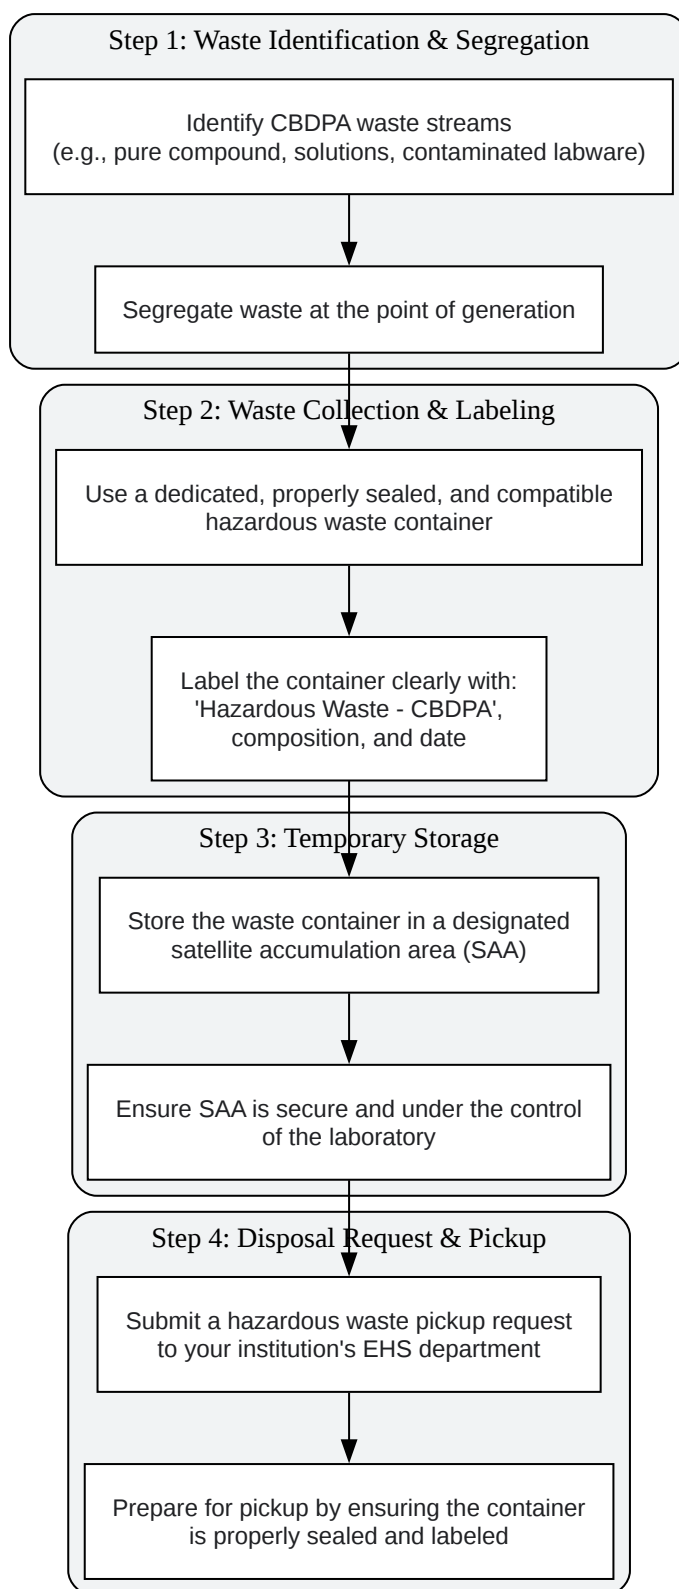 Step 1: Waste Identification & Segregation
Identify CBDPA waste streams
(e.g., pure compound, solutions, contaminated labware)
Segregate waste at the point of generation
Step 2: Waste Collection & Labeling
Use a dedicated, properly sealed, and compatible
hazardous waste container
Label the container clearly with:
'Hazardous Waste - CBDPA',
composition, and date
Step 3: Temporary Storage
Store the waste container in a designated
satellite accumulation area (SAA)
Ensure SAA is secure and under the control
of the laboratory
Step 4: Disposal Request & Pickup
Submit a hazardous waste pickup request
to your institution's EHS department
Prepare for pickup by ensuring the container
is properly sealed and labeled